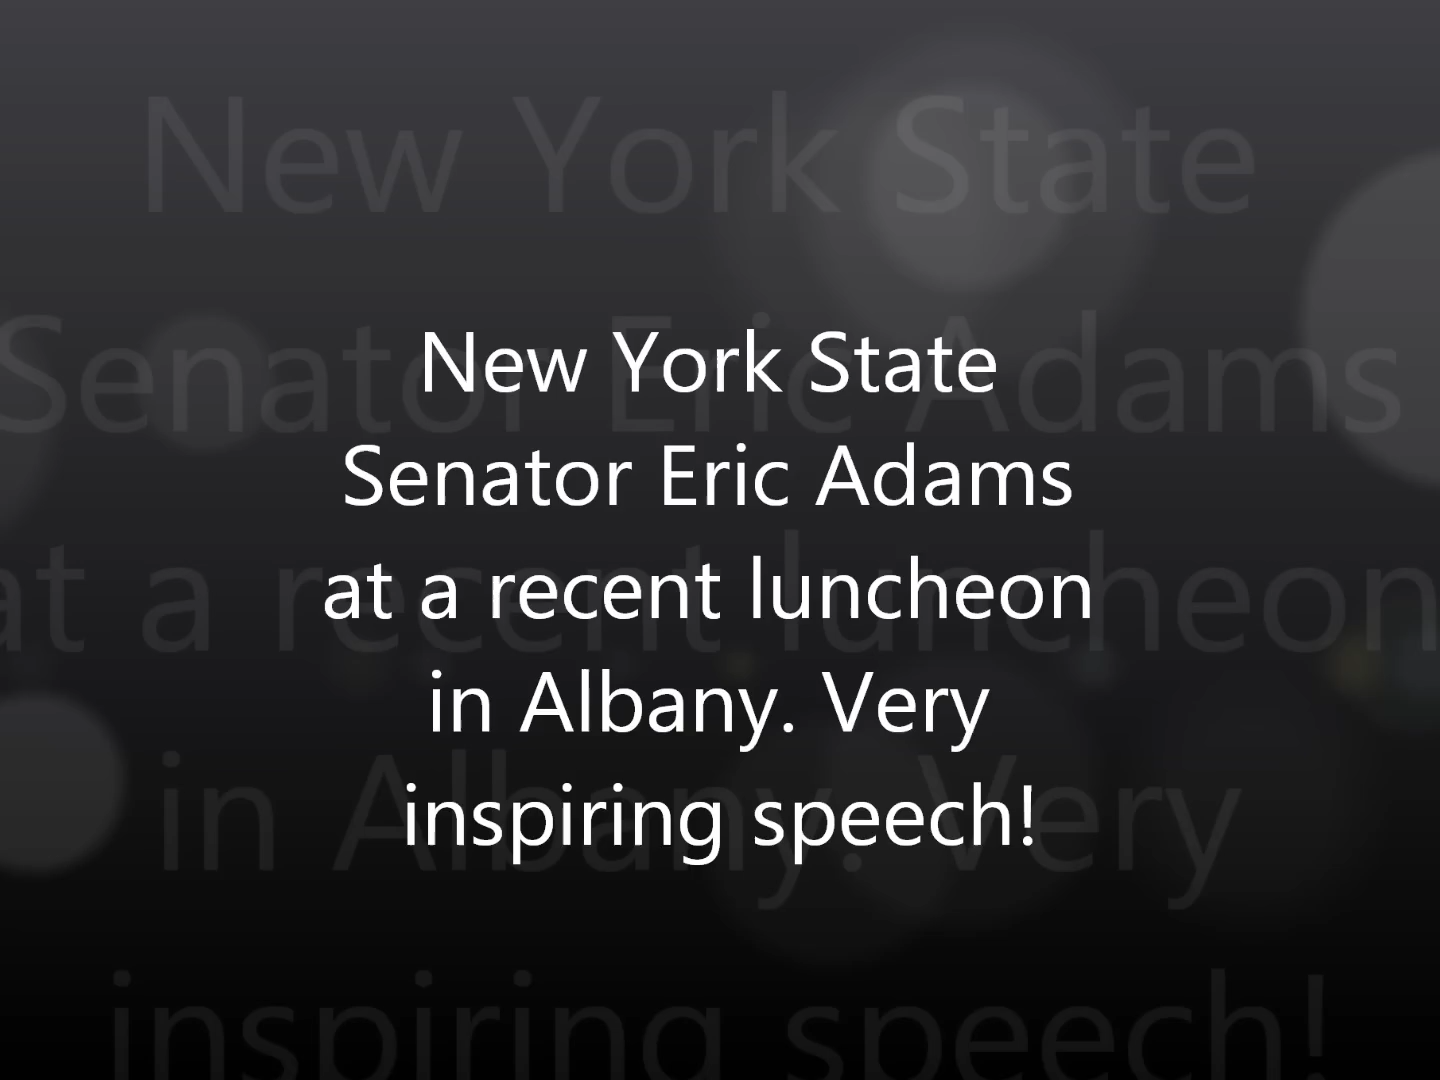 New York State
Senator Eric Adams
at a recent luncheon
in Albany. Very
inspiring speech!